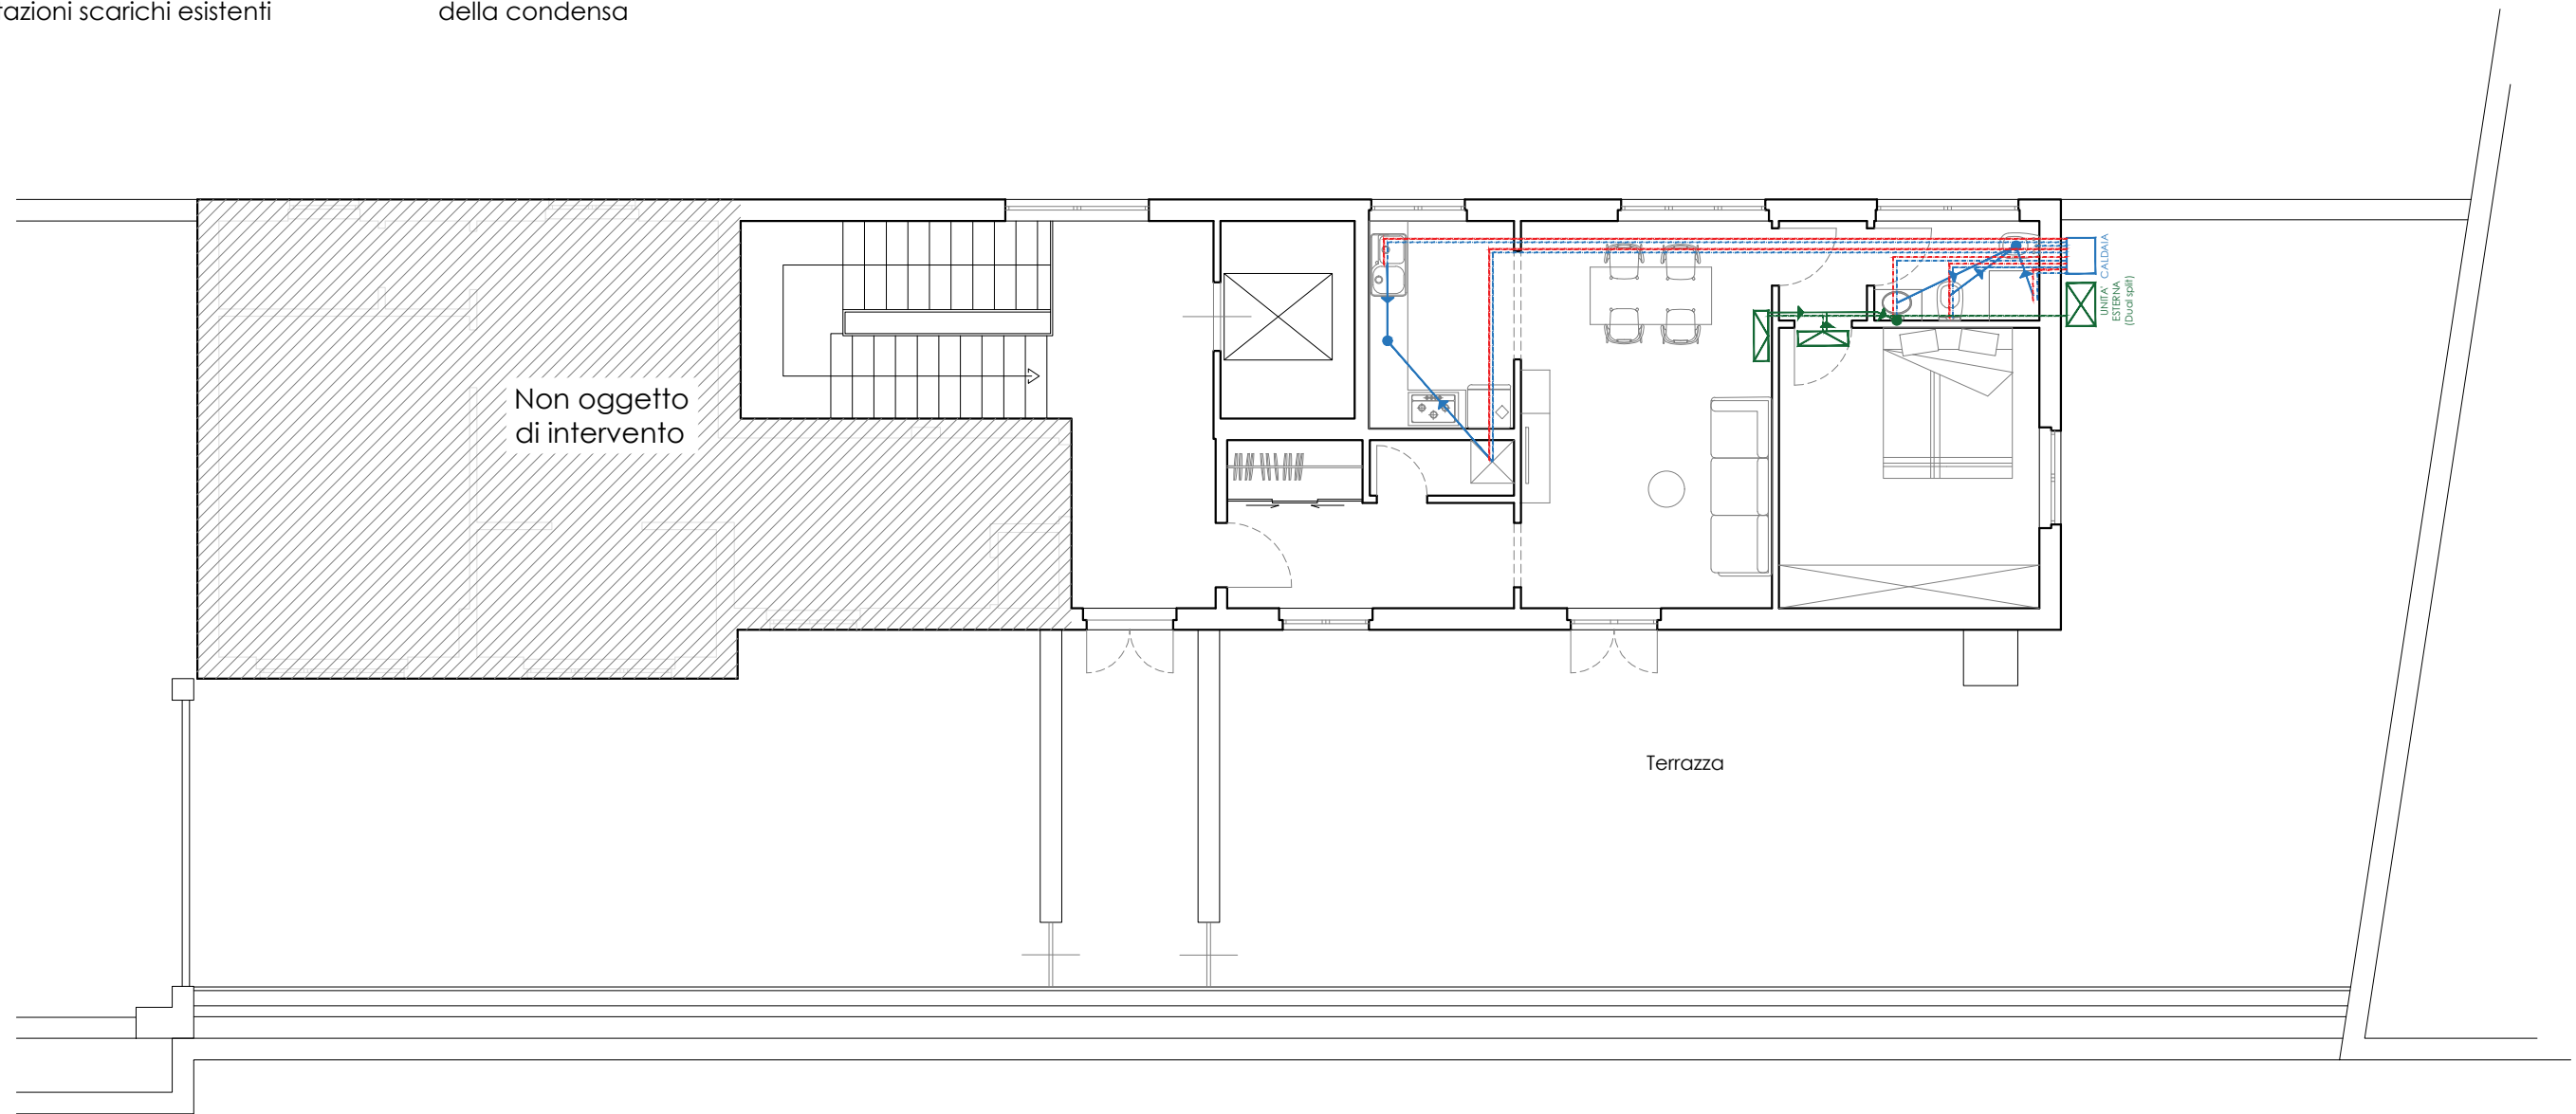 razioni scarichi esistenti
della condensa
CALDAIA
UNITA'
ESTERNA
(Dual split)
Non oggetto
di intervento
Terrazza